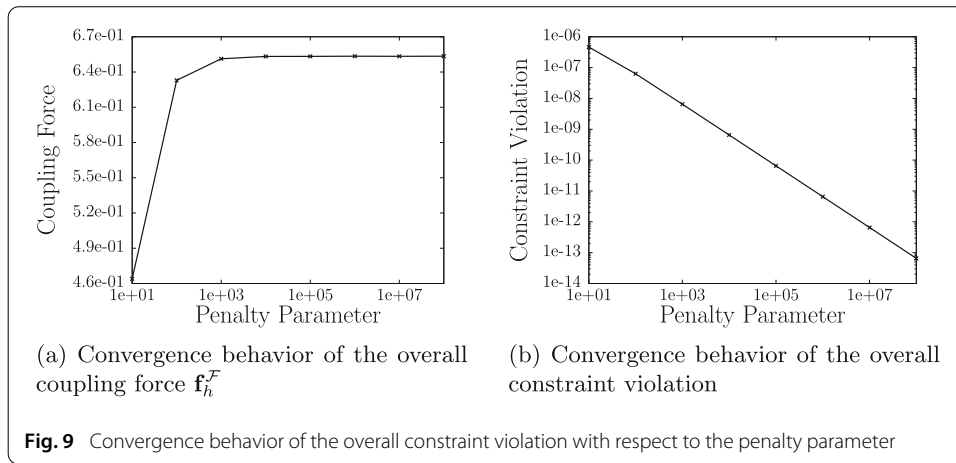 6.7e-01
6.4e-01
6.1e-01
5.8e-01
5.5e-01
5.2e-01
4.9e-01
4.6e-01
Coupling Force
1e+01 1e+03 1e+05 1e+07
Penalty Parameter
(a) Convergence behavior of the overall
coupling force f_h^F
1e-06
1e-07
1e-08
1e-09
1e-10
1e-11
1e-12
1e-13
1e-14
Constraint Violation
1e+01 1e+03 1e+05 1e+07
Penalty Parameter
(b) Convergence behavior of the overall
constraint violation
Fig. 9 Convergence behavior of the overall constraint violation with respect to the penalty parameter